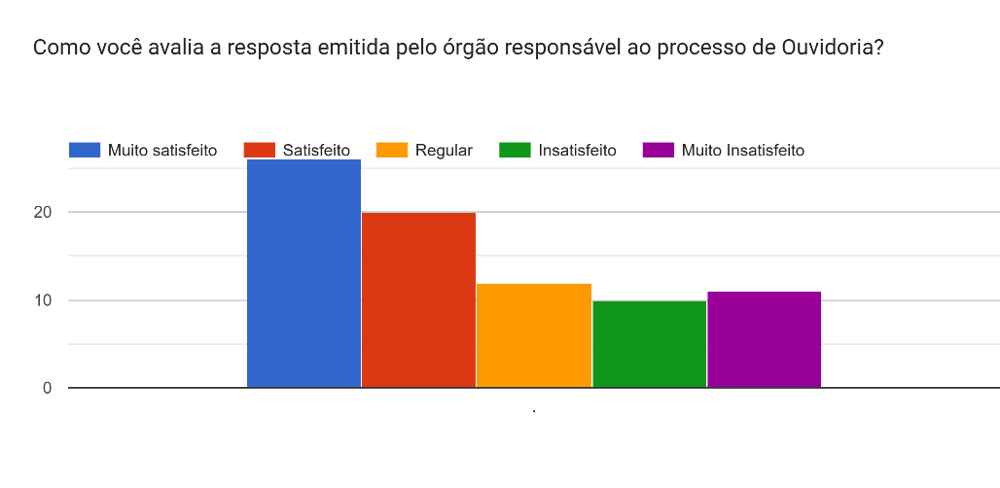 Como você avalia a resposta emitida pelo órgão responsável ao processo de Ouvidoria?
Muito satisfeito Satisfeito Regular Insatisfeito Muito Insatisfeito
20
10
0
.